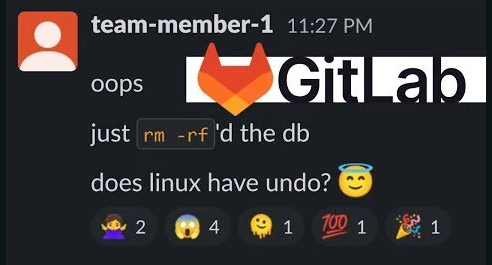 team-member-1 11:27 PM
oops GitLab
just rm -rf'd the db
does linux have undo? 😇
🤷‍♀️ 2 😱 4 🫠 1 💯 1 🎉 1